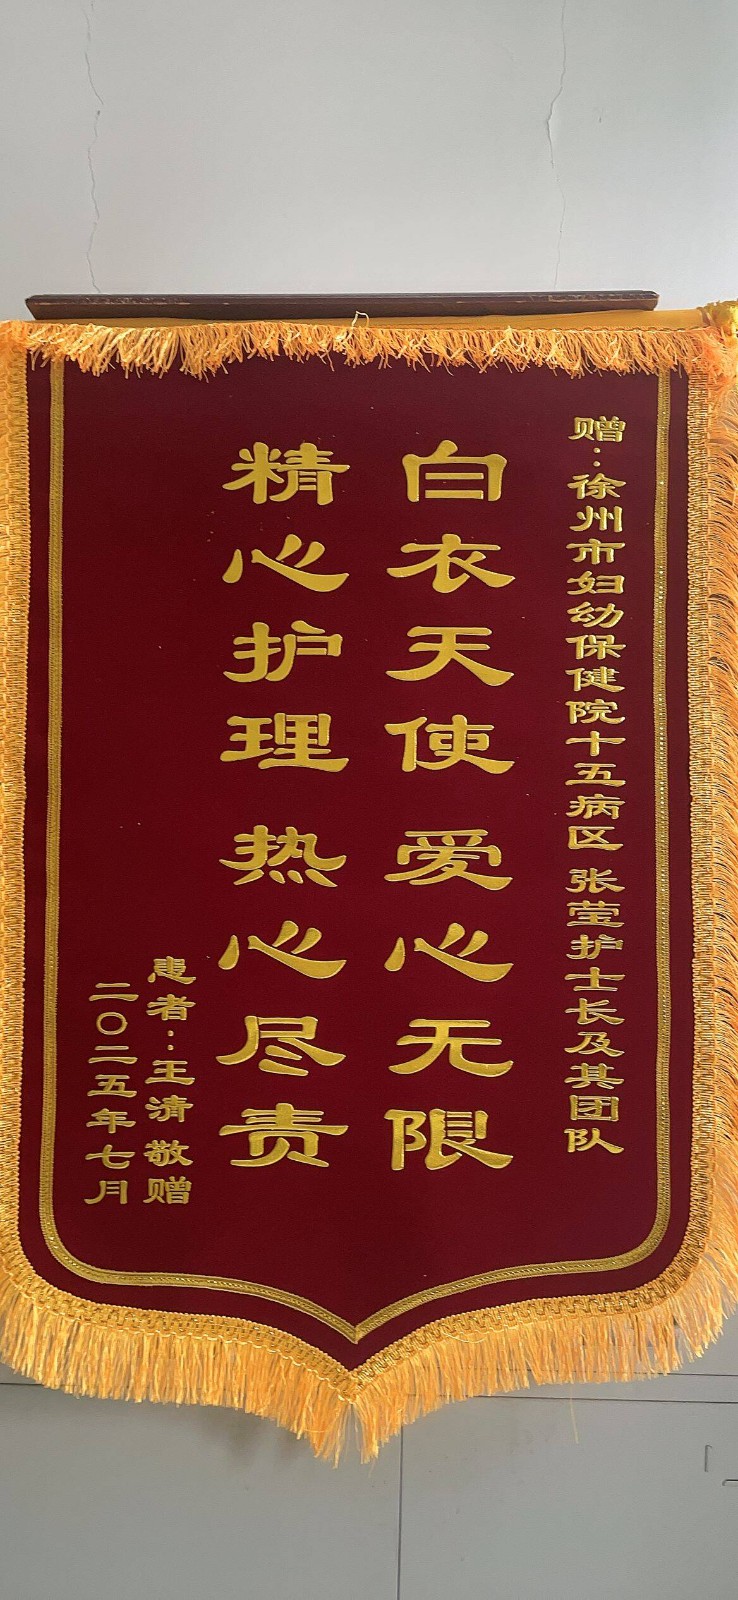 赠：徐州市妇幼保健院十五病区 张莹护士长及其团队
白衣天使 爱心无限
精心护理 热心尽责
患者：王清敬赠
二〇二五年七月